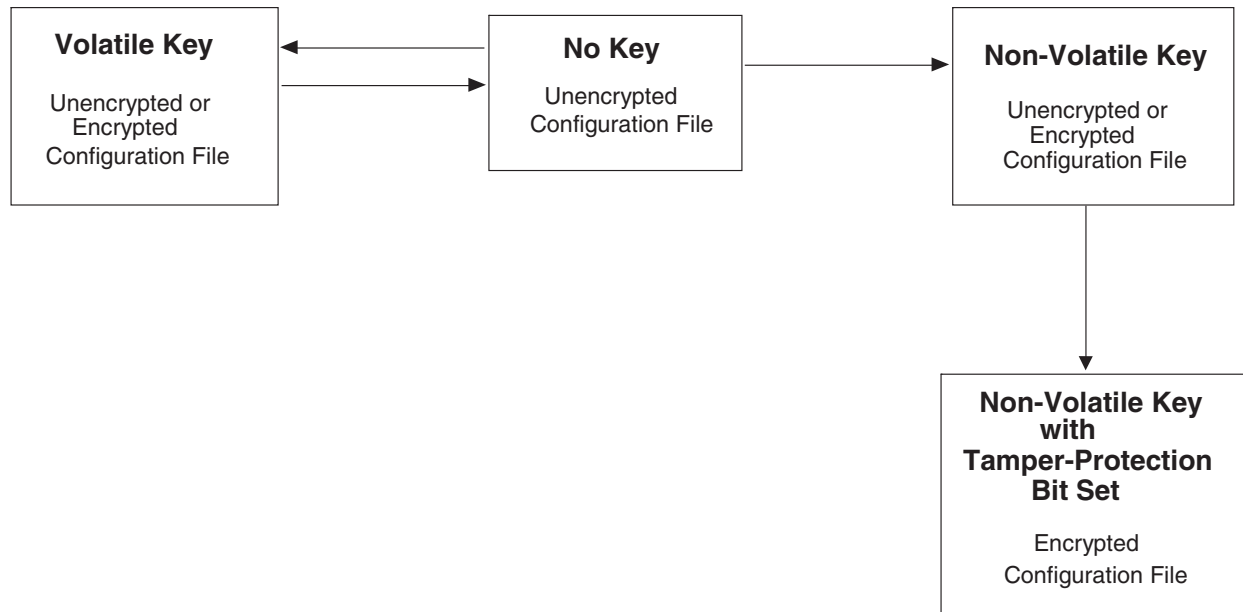 Volatile Key
Unencrypted or
Encrypted
Configuration File
No Key
Unencrypted
Configuration File
Non-Volatile Key
Unencrypted or
Encrypted
Configuration File
Non-Volatile Key
with
Tamper-Protection
Bit Set
Encrypted
Configuration File